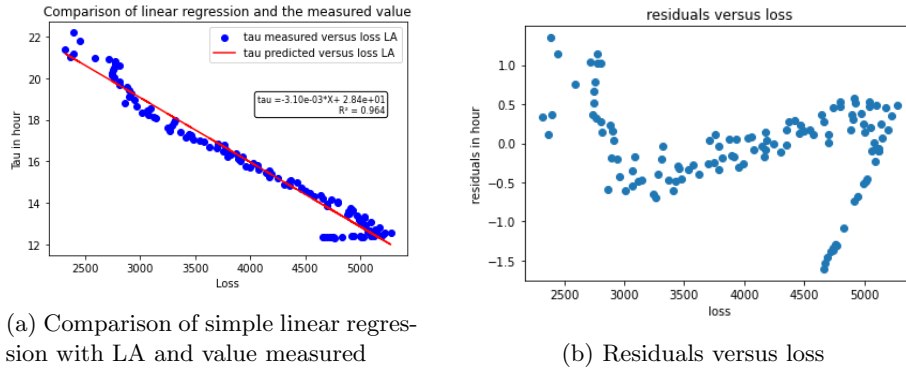 Comparison of linear regression and the measured value
22
20
18
16
14
12
Tau in hour
tau measured versus loss LA
tau predicted versus loss LA
tau =-3.10e-03*X+ 2.84e+01
R² = 0.964
2500 3000 3500 4000 4500 5000
Loss
(a) Comparison of simple linear regres-
sion with LA and value measured
residuals versus loss
1.0
0.5
0.0
−0.5
−1.0
−1.5
residuals in hour
2500 3000 3500 4000 4500 5000
loss
(b) Residuals versus loss